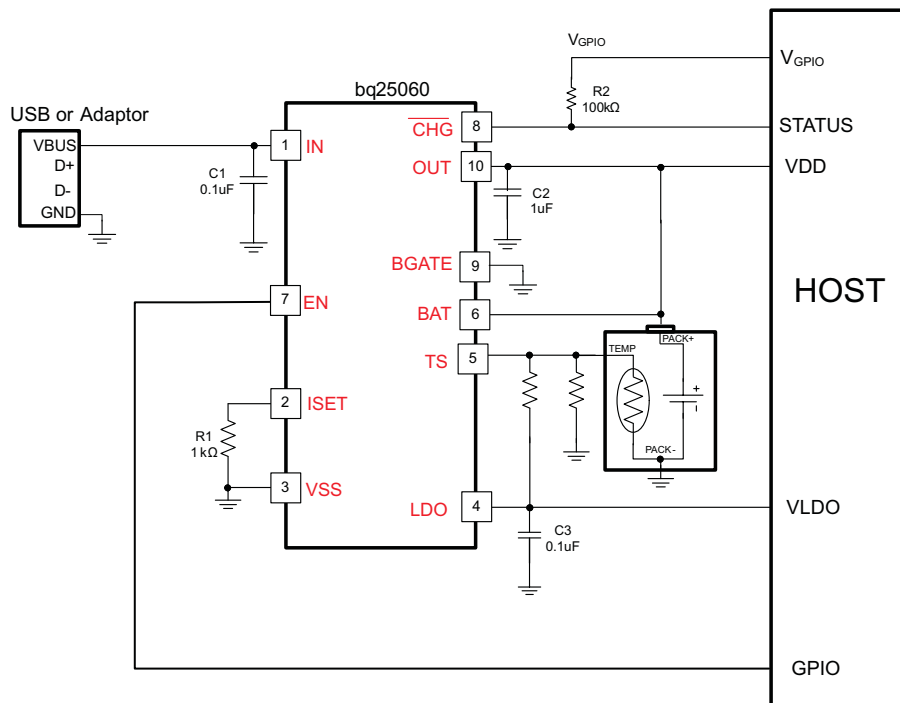 bq25060
USB or Adaptor
VBUS
D+
D-
GND
C1
0.1uF
1
IN
7
EN
2
ISET
R1
1kΩ
3
VSS
8
CHG
10
OUT
9
BGATE
6
BAT
5
TS
4
LDO
VGPIO
R2
100kΩ
C2
1uF
TEMP
PACK+
+
−
PACK-
C3
0.1uF
HOST
VGPIO
STATUS
VDD
VLDO
GPIO